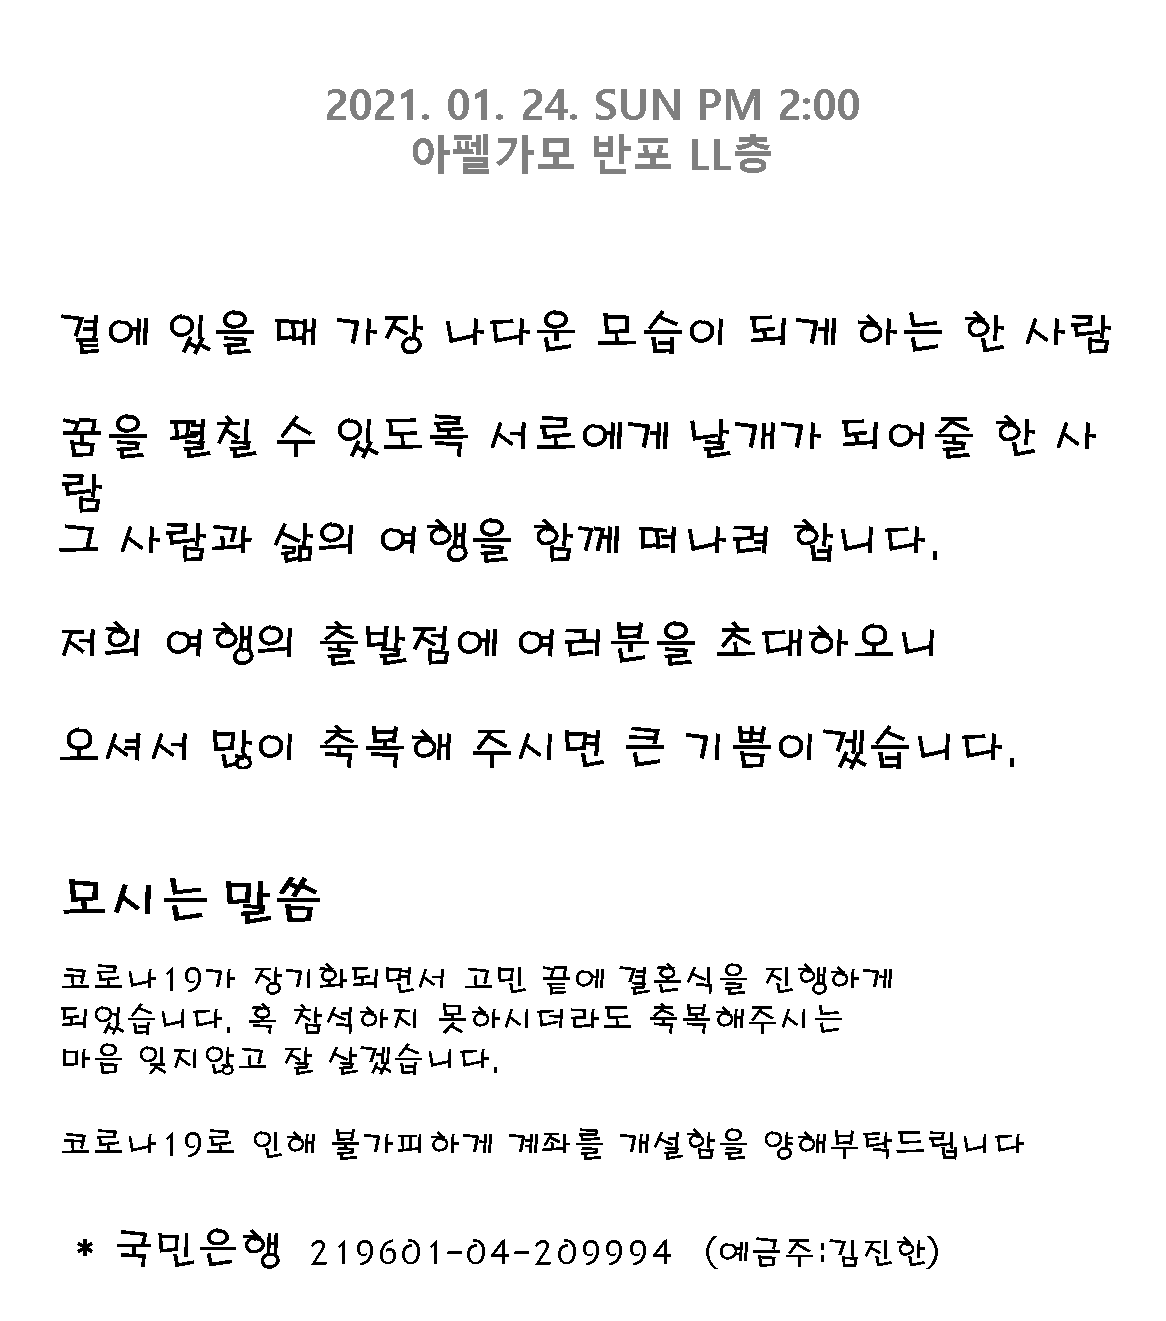 2021. 01. 24. SUN PM 2:00
아펠가모 반포 LL층
곁에 있을 때 가장 나다운 모습이 되게 하는 한 사람
꿈을 펼칠 수 있도록 서로에게 날개가 되어줄 한 사
람
그 사람과 삶의 여행을 함께 떠나려 합니다.
저희 여행의 출발점에 여러분을 초대하오니
오셔서 많이 축복해 주시면 큰 기쁨이겠습니다.
모시는 말씀
코로나19가 장기화되면서 고민 끝에 결혼식을 진행하게
되었습니다. 혹 참석하지 못하시더라도 축복해주시는
마음 잊지않고 잘 살겠습니다.
코로나19로 인해 불가피하게 계좌를 개설함을 양해부탁드립니다
* 국민은행 219601-04-209994 (예금주:김진한)